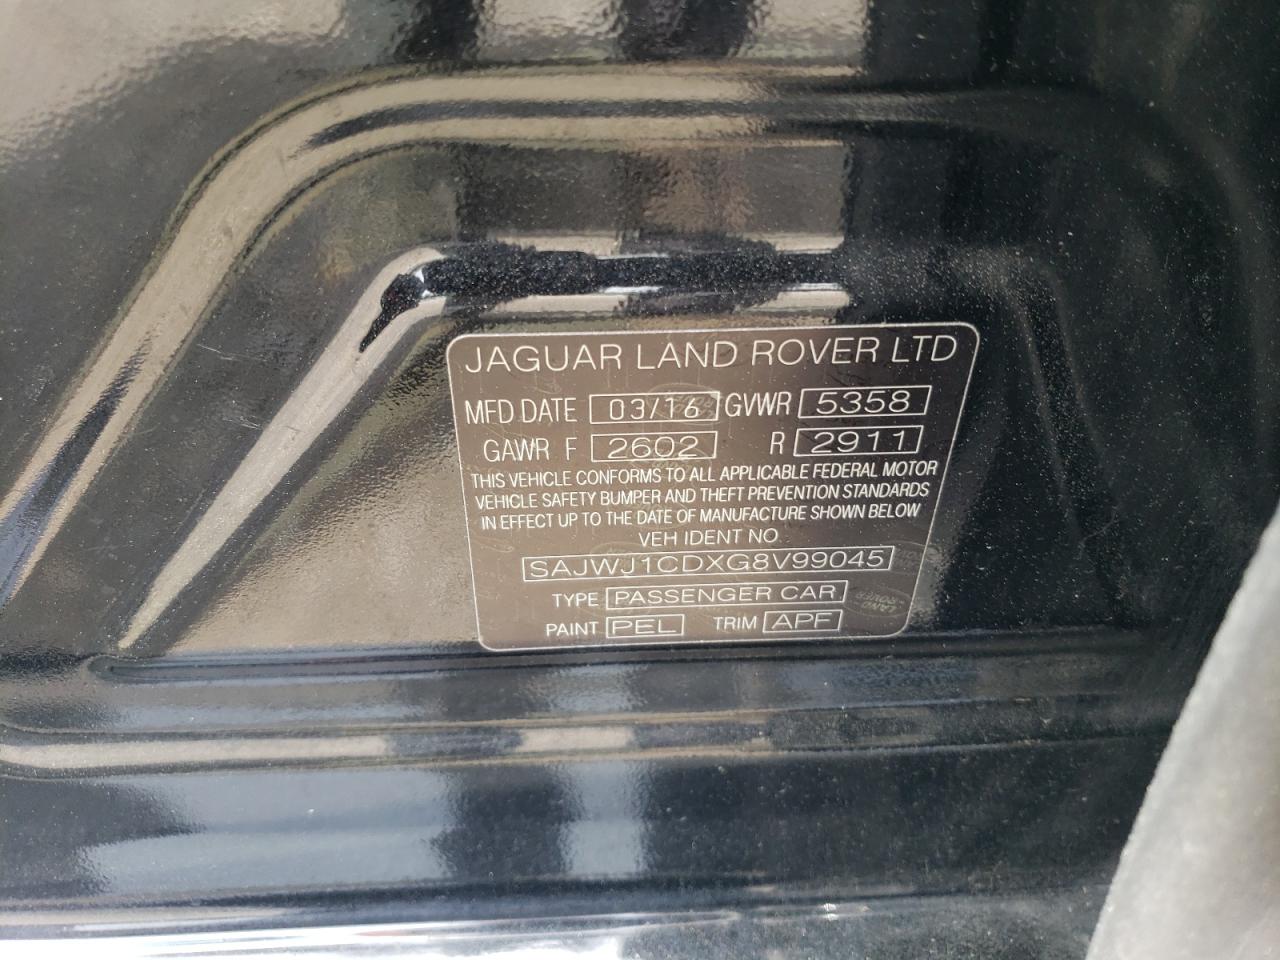 JAGUAR LAND ROVER LTD
MFD DATE 03/16 GVWR 5358
GAWR F 2602 R 2911
THIS VEHICLE CONFORMS TO ALL APPLICABLE FEDERAL MOTOR
VEHICLE SAFETY BUMPER AND THEFT PREVENTION STANDARDS
IN EFFECT UP TO THE DATE OF MANUFACTURE SHOWN BELOW
VEH IDENT NO
SAJWJ1CDXG8V99045
TYPE PASSENGER CAR
PAINT PEL TRIM APF